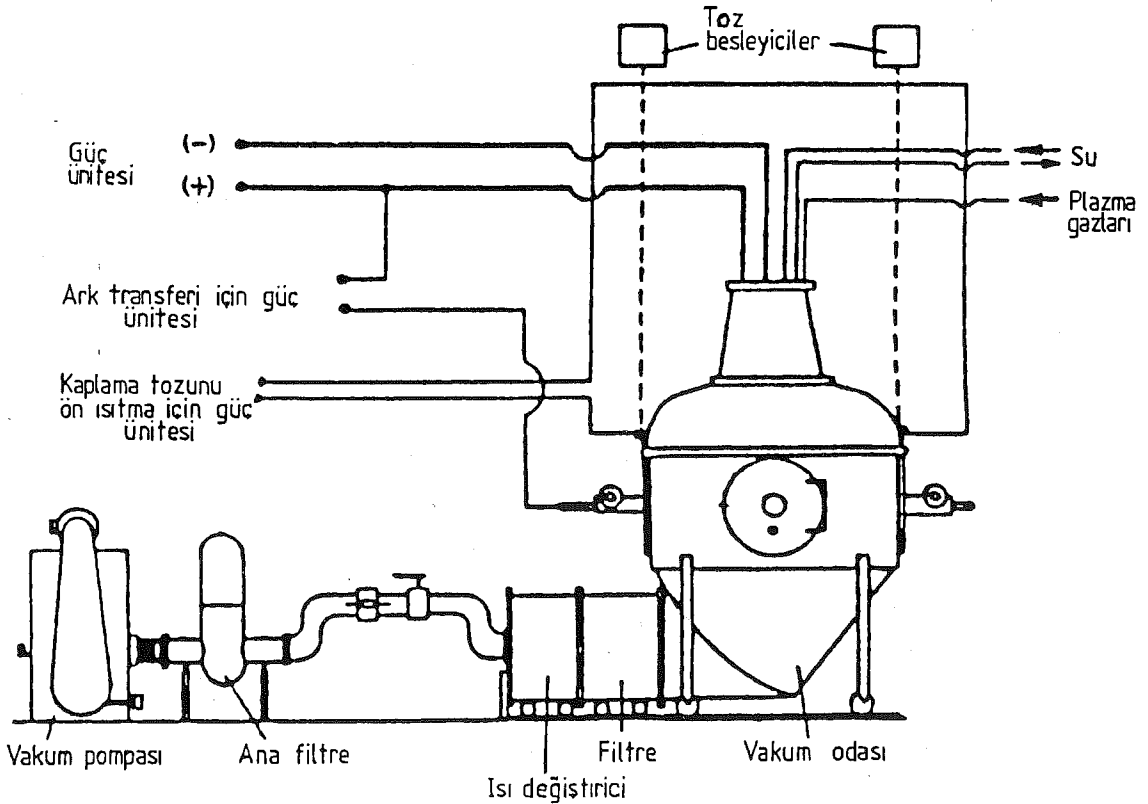 Toz
besleyiciler
Güç
ünitesi
(-)
(+)
Su
Plazma
gazları
Ark transferi için güç
ünitesi
Kaplama tozunu
ön ısıtma için güç
ünitesi
Vakum pompası
Ana filtre
Isı değiştirici
Filtre
Vakum odası